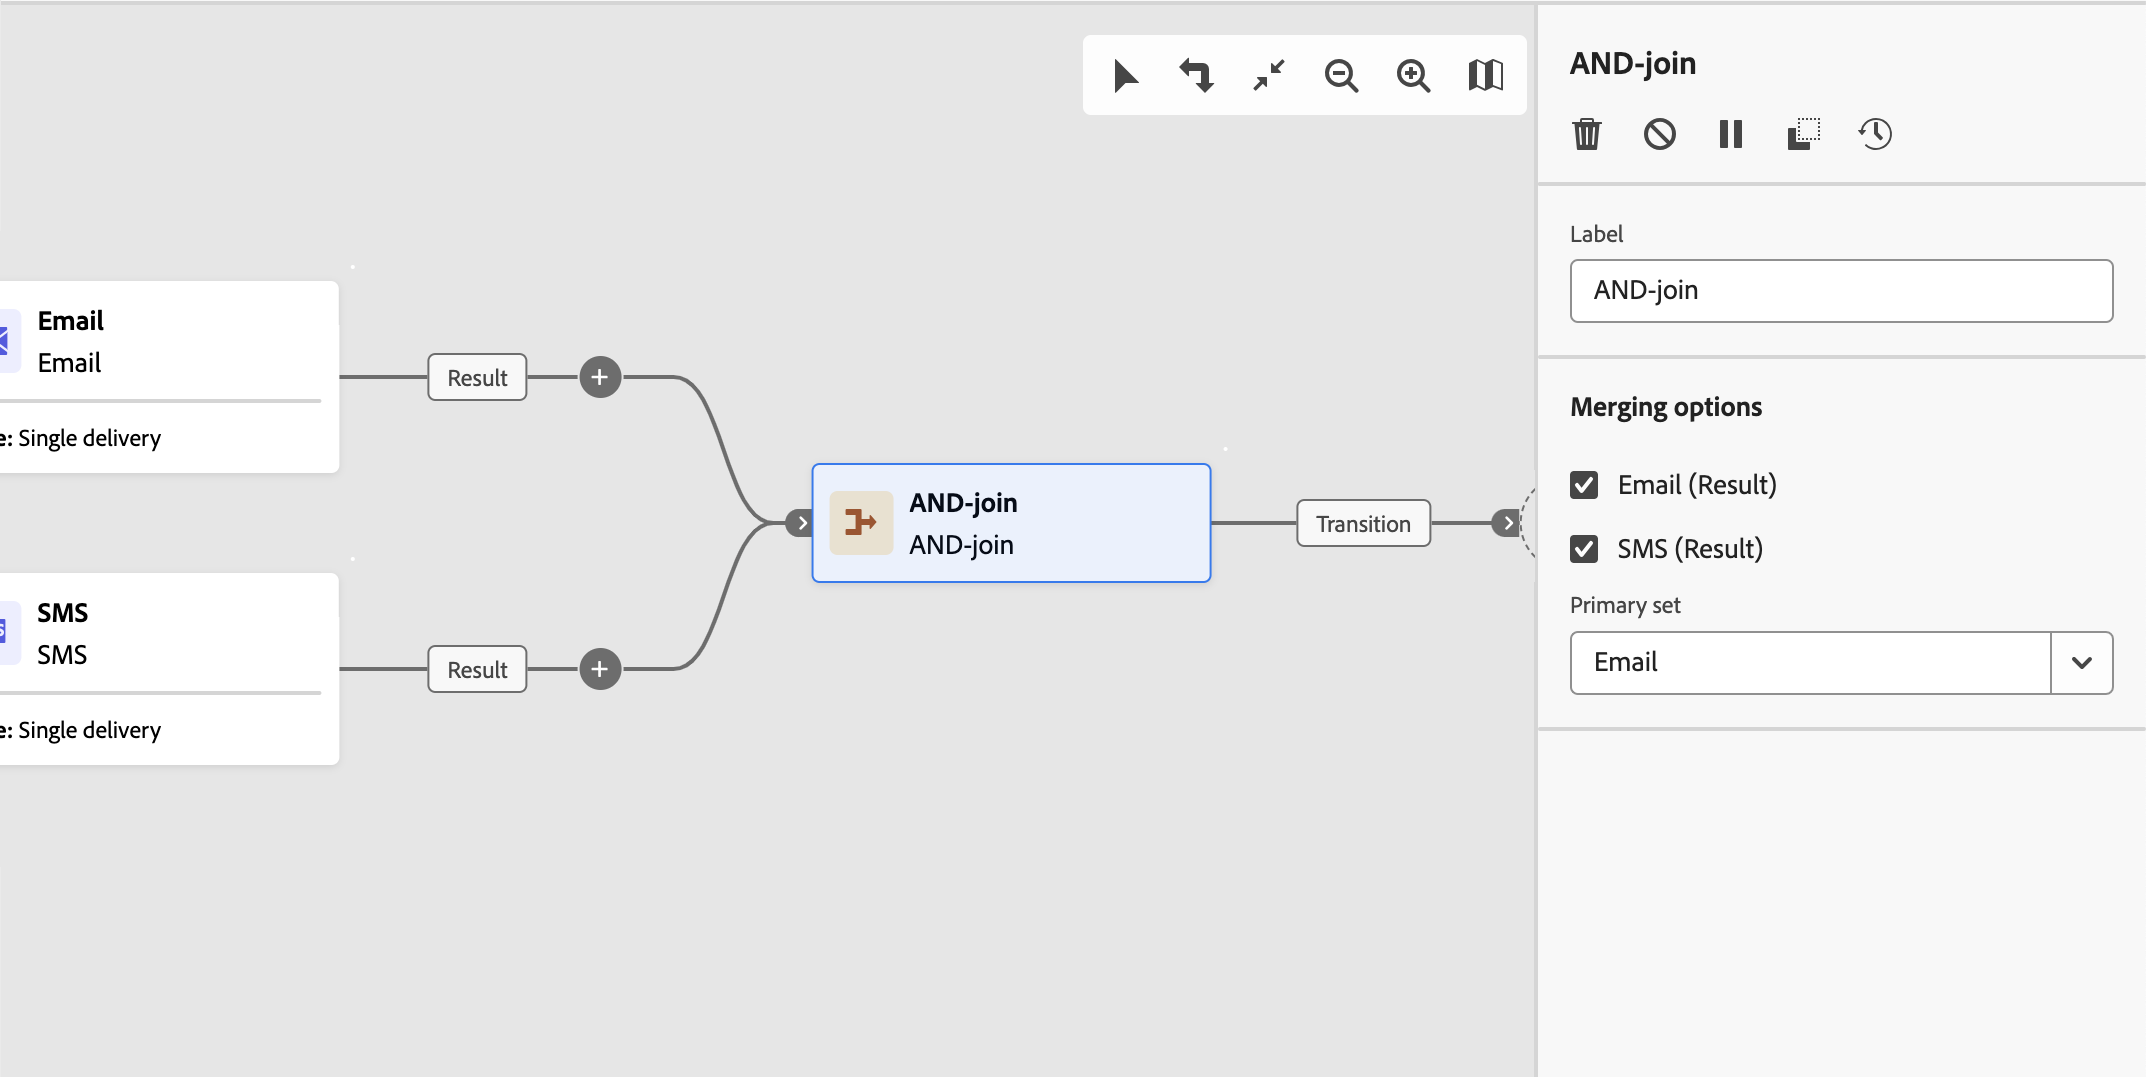 Email
Email
e: Single delivery
Result
SMS
SMS
e: Single delivery
Result
AND-join
AND-join
Transition
AND-join
Label
AND-join
Merging options
Email (Result)
SMS (Result)
Primary set
Email